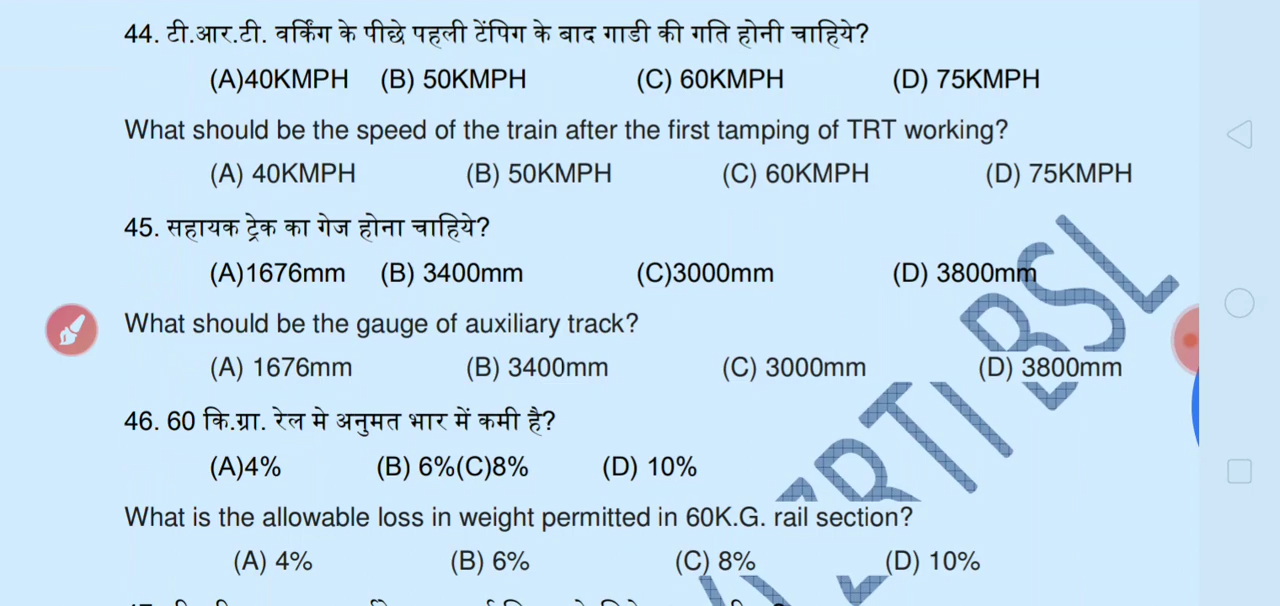 44. टी.आर.टी. वर्किंग के पीछे पहली टेंपिग के बाद गाडी की गति होनी चाहिये?
(A)40KMPH (B) 50KMPH (C) 60KMPH (D) 75KMPH
What should be the speed of the train after the first tamping of TRT working?
(A) 40KMPH (B) 50KMPH (C) 60KMPH (D) 75KMPH
45. सहायक ट्रेक का गेज होना चाहिये?
(A)1676mm (B) 3400mm (C)3000mm (D) 3800mm
What should be the gauge of auxiliary track?
(A) 1676mm (B) 3400mm (C) 3000mm (D) 3800mm
46. 60 कि.ग्रा. रेल मे अनुमत भार में कमी है?
(A)4% (B) 6%(C)8% (D) 10%
What is the allowable loss in weight permitted in 60K.G. rail section?
(A) 4% (B) 6% (C) 8% (D) 10%
ZRTI BSL